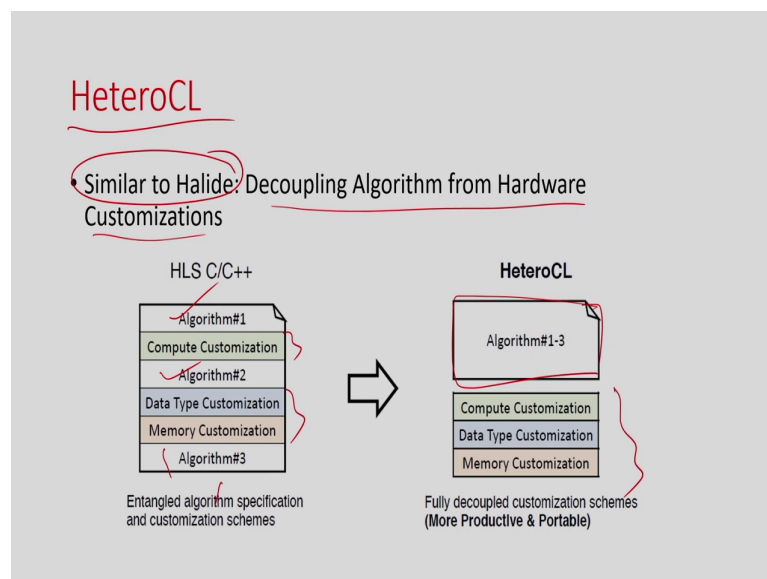 HeteroCL
• Similar to Halide: Decoupling Algorithm from Hardware
Customizations
HLS C/C++
Algorithm#1
Compute Customization
Algorithm#2
Data Type Customization
Memory Customization
Algorithm#3
Entangled algorithm specification
and customization schemes
HeteroCL
Algorithm#1-3
Compute Customization
Data Type Customization
Memory Customization
Fully decoupled customization schemes
(More Productive & Portable)